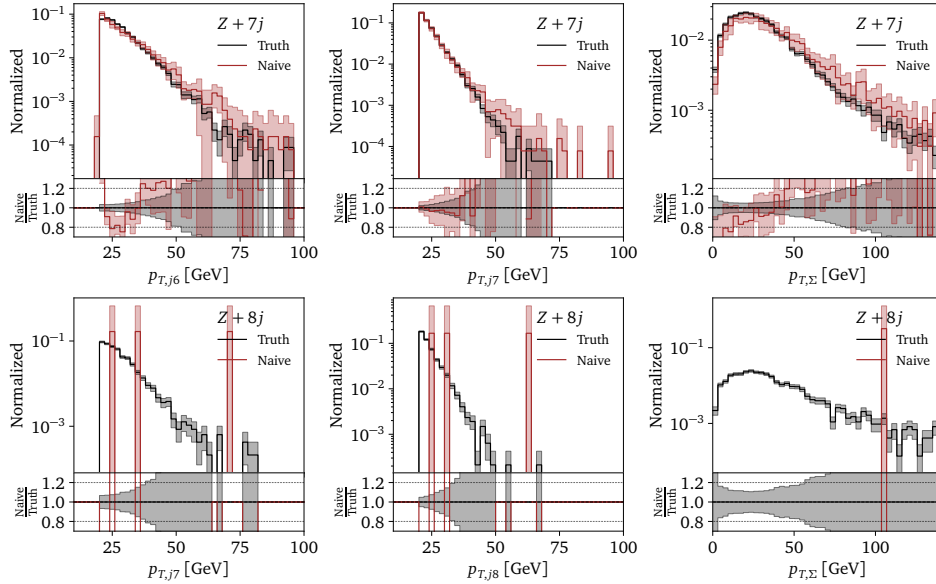 Z + 7j
Truth
Naive
Normalized
10⁻¹
10⁻²
10⁻³
10⁻⁴
Naive
Truth
1.2
1.0
0.8
25 50 75 100
p_{T,j6} [GeV]
Z + 7j
Truth
Naive
Normalized
10⁻¹
10⁻²
10⁻³
10⁻⁴
Naive
Truth
1.2
1.0
0.8
25 50 75 100
p_{T,j7} [GeV]
Z + 7j
Truth
Naive
Normalized
10⁻²
10⁻³
Naive
Truth
1.2
1.0
0.8
0 50 100
p_{T,Σ} [GeV]
Z + 8j
Truth
Naive
Normalized
10⁻¹
10⁻³
Naive
Truth
1.2
1.0
0.8
25 50 75 100
p_{T,j7} [GeV]
Z + 8j
Truth
Naive
Normalized
10⁻¹
10⁻²
10⁻³
Naive
Truth
1.2
1.0
0.8
25 50 75 100
p_{T,j8} [GeV]
Z + 8j
Truth
Naive
Normalized
10⁻¹
10⁻³
Naive
Truth
1.2
1.0
0.8
0 50 100
p_{T,Σ} [GeV]